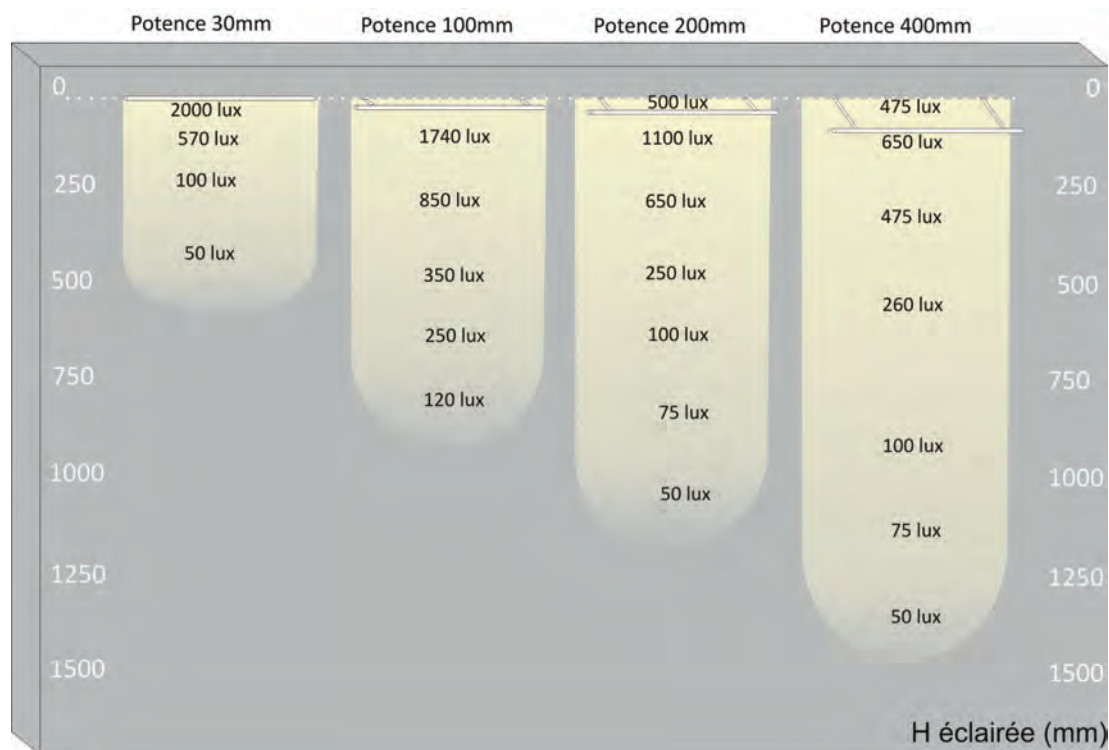 Potence 30mm
Potence 100mm
Potence 200mm
Potence 400mm
0
0
2000 lux
500 lux
475 lux
570 lux
1740 lux
1100 lux
650 lux
100 lux
250
850 lux
650 lux
475 lux
250
50 lux
350 lux
250 lux
260 lux
500
500
250 lux
100 lux
750
120 lux
75 lux
750
100 lux
1000
50 lux
1000
75 lux
1250
1250
50 lux
1500
1500
H éclairée (mm)